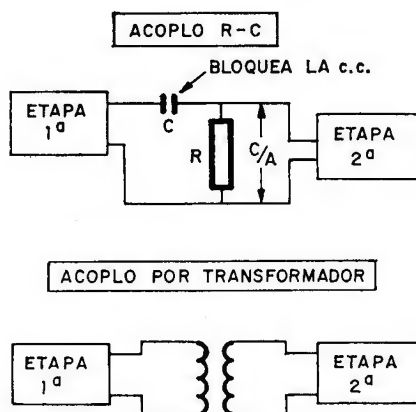 ACOPLO R-C
BLOQUEA LA c.c.
ETAPA
1ª
C
R
C/A
ETAPA
2ª
ACOPLO POR TRANSFORMADOR
ETAPA
1ª
ETAPA
2ª